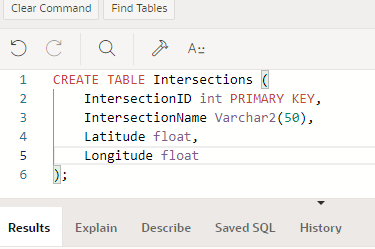 Clear Command Find Tables
A::
1 CREATE TABLE Intersections (
2 IntersectionID int PRIMARY KEY,
3 IntersectionName Varchar2(50),
4 Latitude float,
5 Longitude float
6 );
Results Explain Describe Saved SQL History